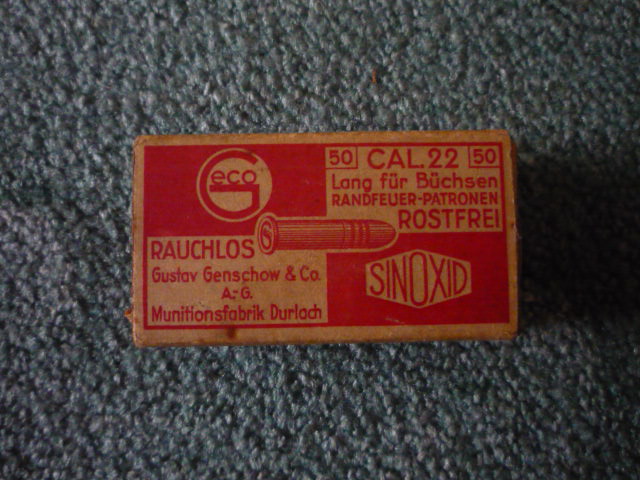 Geco
50 CAL.22 50
Lang für Büchsen
RANDFEUER-PATRONEN
ROSTFREI
RAUCHLOS
Gustav Genschow & Co.
A.-G.
Munitionsfabrik Durlach
G
SINOXID